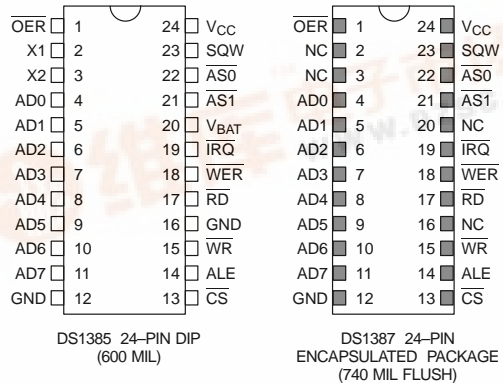 OER 1 24 VCC
X1 2 23 SQW
X2 3 22 AS0
AD0 4 21 AS1
AD1 5 20 VBAT
AD2 6 19 IRQ
AD3 7 18 WER
AD4 8 17 RD
AD5 9 16 GND
AD6 10 15 WR
AD7 11 14 ALE
GND 12 13 CS
DS1385 24–PIN DIP
(600 MIL)
OER 1 24 VCC
NC 2 23 SQW
NC 3 22 AS0
AD0 4 21 AS1
AD1 5 20 NC
AD2 6 19 IRQ
AD3 7 18 WER
AD4 8 17 RD
AD5 9 16 NC
AD6 10 15 WR
AD7 11 14 ALE
GND 12 13 CS
DS1387 24–PIN
ENCAPSULATED PACKAGE
(740 MIL FLUSH)